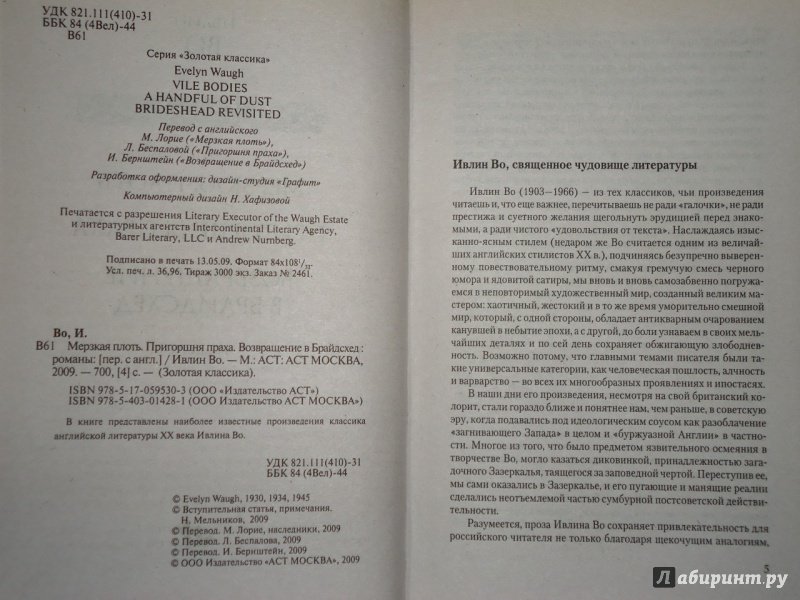 УДК 821.111(410)-31
ББК 84 (4Вел)-44
В61
Серия «Золотая классика»
Evelyn Waugh
VILE BODIES
A HANDFUL OF DUST
BRIDESHEAD REVISITED
Перевод с английского
М. Лорие («Мерзкая плоть»),
Л. Беспаловой («Пригоршня праха»),
И. Бернштейн («Возвращение в Брайдсхед»)
Разработка оформления: дизайн-студия «Графит»
Компьютерный дизайн Н. Хафизовой
Печатается с разрешения Literary Executor of the Waugh Estate
и литературных агентств Intercontinental Literary Agency,
Barer Literary, LLC и Andrew Nurnberg.
Подписано в печать 13.05.09. Формат 84х108¹/₃₂.
Усл. печ. л. 36,96. Тираж 3000 экз. Заказ № 2461.
Во, И.
В61 Мерзкая плоть. Пригоршня праха. Возвращение в Брайдсхед :
романы: [пер. с англ.] / Ивлин Во. — М.: АСТ: АСТ МОСКВА,
2009. — 700, [4] с. — (Золотая классика).
ISBN 978-5-17-059530-3 (ООО «Издательство АСТ»)
ISBN 978-5-403-01428-1 (ООО Издательство «АСТ МОСКВА»)
В книге представлены наиболее известные произведения классика
английской литературы XX века Ивлина Во.
УДК 821.111(410)-31
ББК 84 (4Вел)-44
© Evelyn Waugh, 1930, 1934, 1945
© Вступительная статья, примечания.
Н. Мельников, 2009
© Перевод. М. Лорие, наследники, 2009
© Перевод. Л. Беспалова, 2009
© Перевод. И. Бернштейн, 2009
© ООО Издательство «АСТ МОСКВА», 2009
Ивлин Во, священное чудовище литературы
Ивлин Во (1903—1966) — из тех классиков, чьи произведения
читаешь и, что еще важнее, перечитываешь не ради «галочки», не ради
престижа и суетного желания щегольнуть эрудицией перед знако-
мыми, а ради чистого «удовольствия от текста». Наслаждаясь изыс-
канно-ясным стилем (недаром же Во считается одним из величай-
ших английских стилистов XX в.), подчиняясь безупречно выверен-
ному повествовательному ритму, смакуя гремучую смесь черного
юмора и ядовитой сатиры, мы вновь и вновь самозабвенно погружа-
емся в неповторимый художественный мир, созданный великим ма-
стером: хаотичный, жестокий и в то же время уморительно смешной
мир, который, с одной стороны, обладает антикварным очарованием
канувшей в небытие эпохи, а с другой, до боли узнаваем в своих мель-
чайших деталях и по сей день сохраняет обжигающую злободнев-
ность. Возможно потому, что главными темами писателя были та-
кие универсальные категории, как человеческая пошлость, алчность
и варварство — во всех их многообразных проявлениях и ипостасях.
В наши дни его произведения, несмотря на свой британский ко-
лорит, стали гораздо ближе и понятнее нам, чем раньше, в советскую
эру, когда подавались под идеологическим соусом как разоблачение
«загнивающего Запада» в целом и «буржуазной Англии» в частно-
сти. Многое из того, что было предметом язвительного осмеяния в
творчестве Во, могло казаться диковинкой, принадлежностью зага-
дочного Зазеркалья, таящегося за заповедной чертой. Переступив ее,
мы сами оказались в Зазеркалье, и его пугающие и манящие реалии
сделались неотъемлемой частью сумбурной постсоветской действи-
тельности.
Разумеется, проза Ивлина Во сохраняет привлекательность для
российского читателя не только благодаря щекочущим аналогиям,
5
Лабиринт.ру